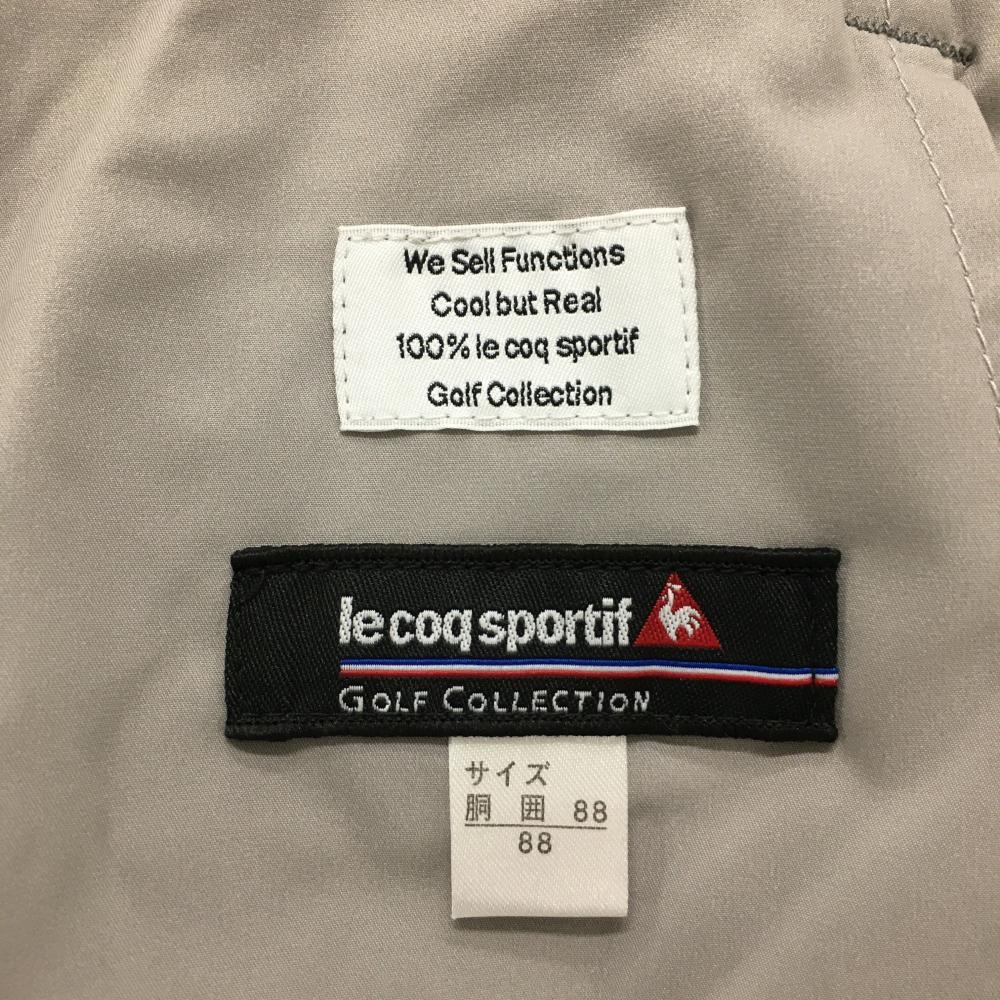 We Sell Functions
Cool but Real
100% le coq sportif
Golf Collection
le coq sportif
GOLF COLLECTION
サイズ
胴 囲 88
88